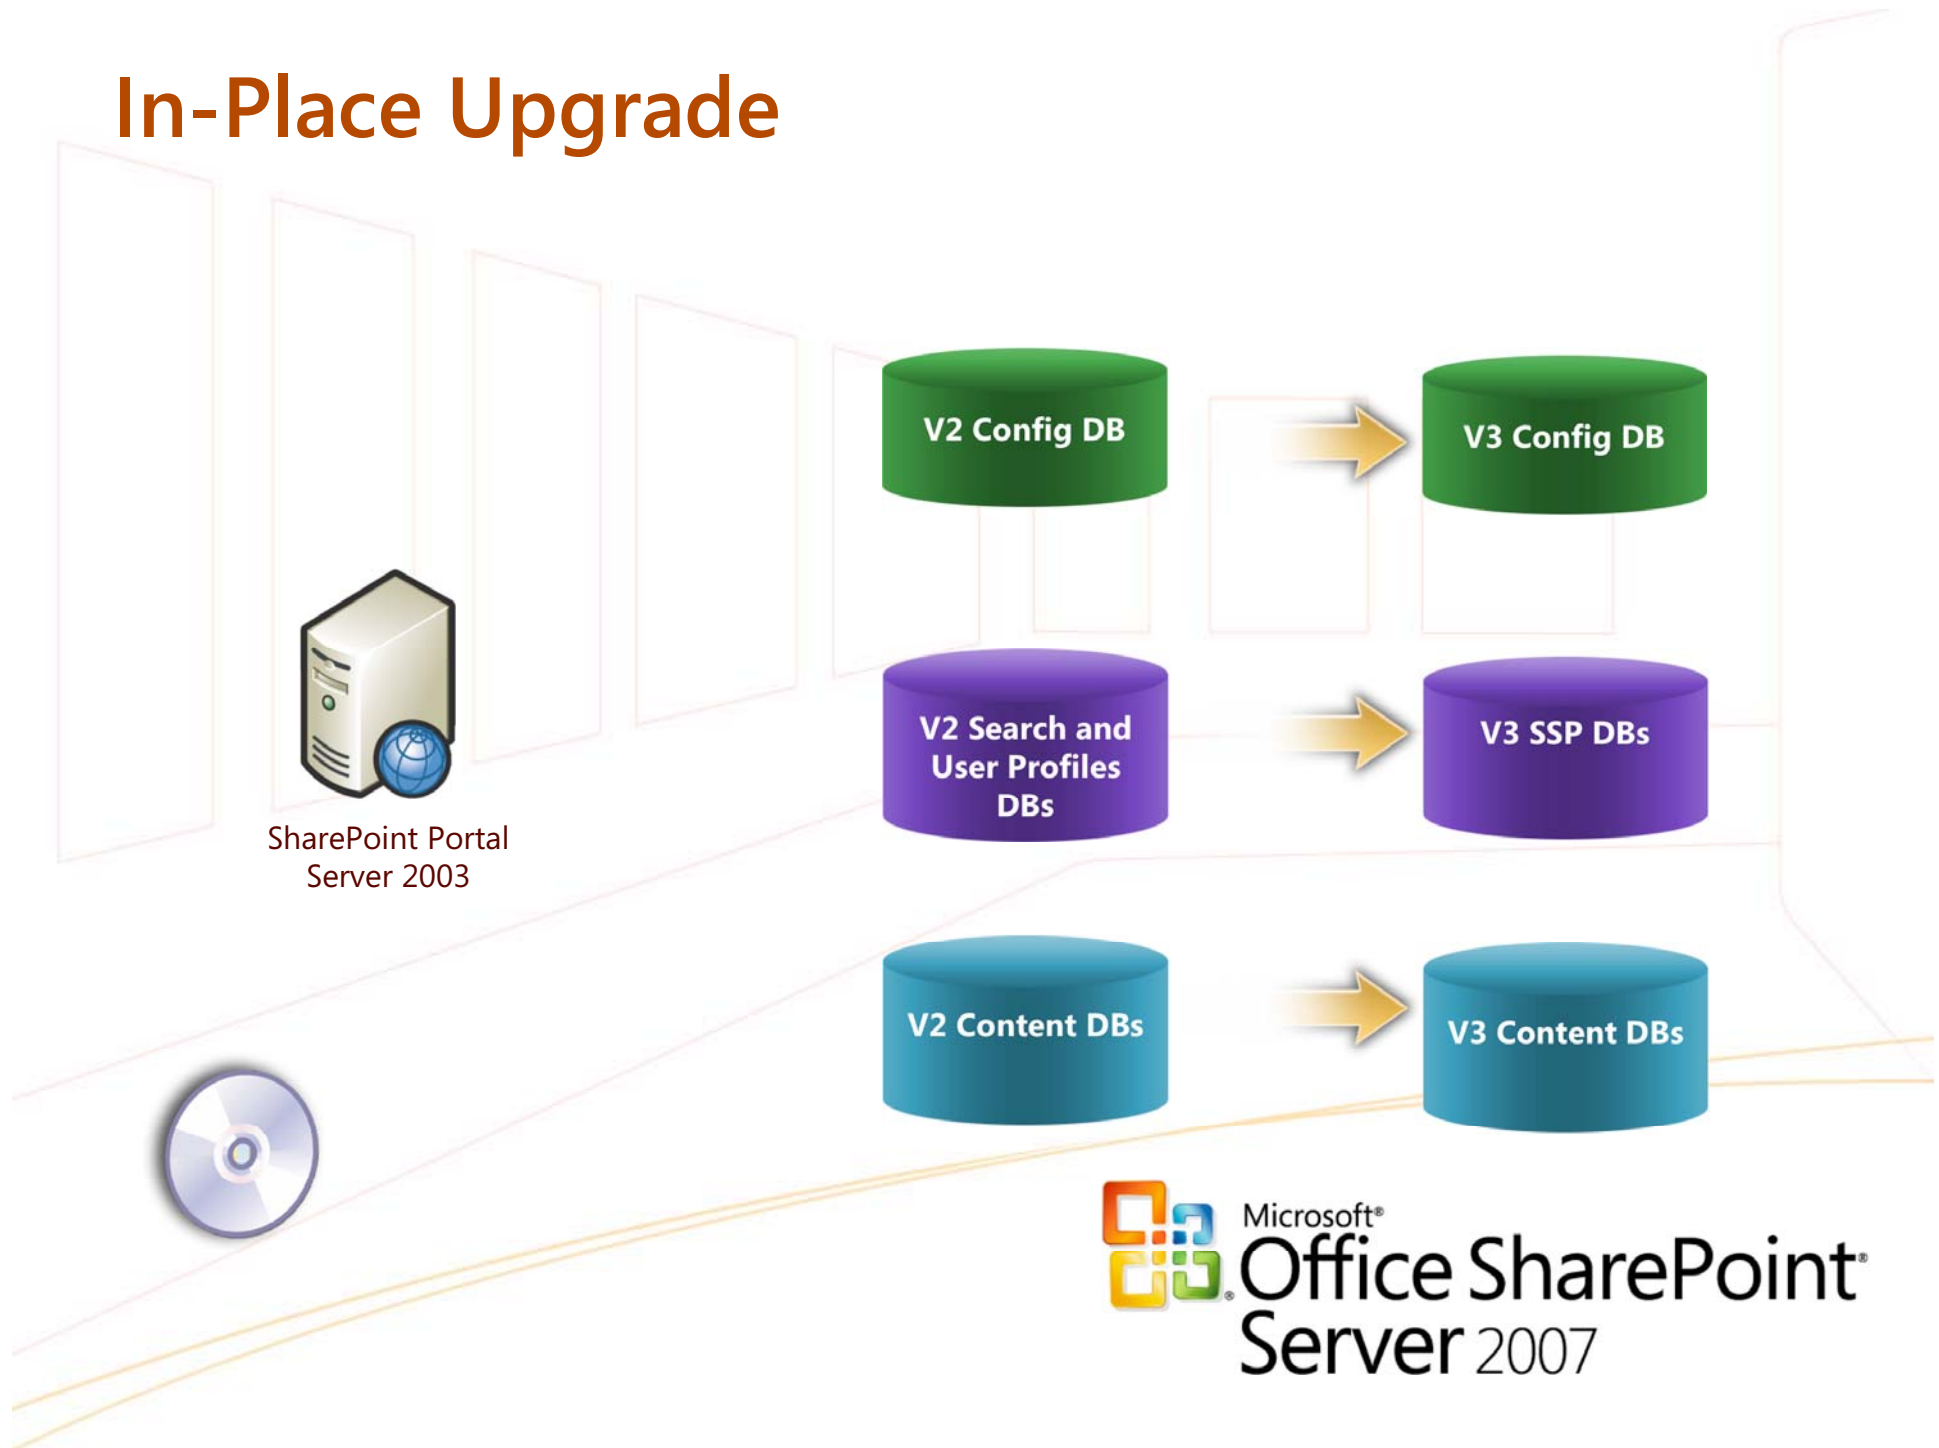 In-Place Upgrade
V2 Config DB
V3 Config DB
V2 Search and
User Profiles
DBs
V3 SSP DBs
SharePoint Portal
Server 2003
V2 Content DBs
V3 Content DBs
Microsoft®
Office SharePoint®
Server 2007